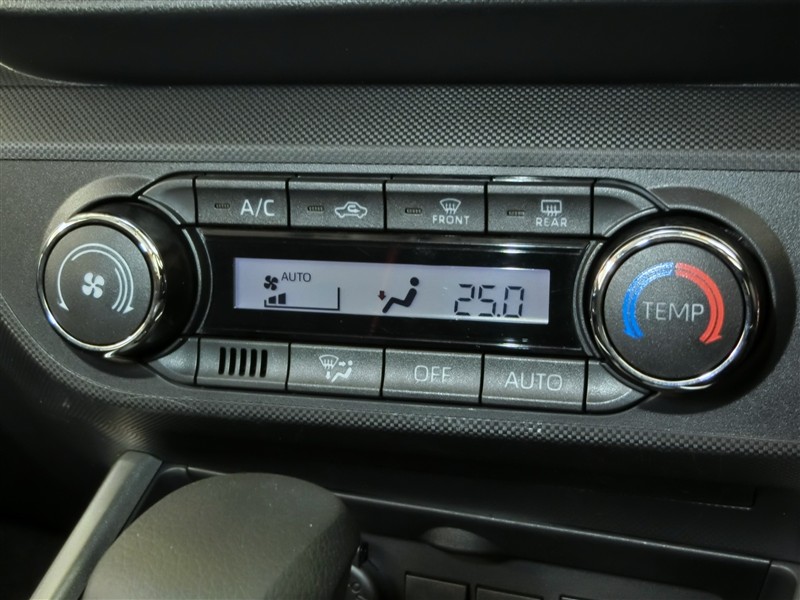 A/C
FRONT
REAR
AUTO
25.0
TEMP
OFF
AUTO